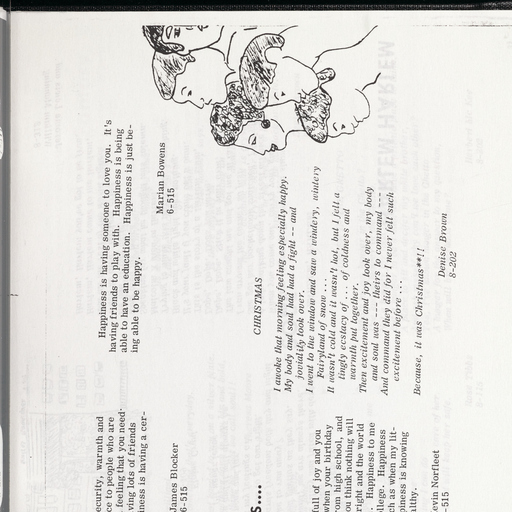 Happiness is having someone to love you. It's
having friends to play with. Happiness is being
able to have an education. Happiness is just be-
ing able to be happy.
Marian Bowens
6-515
CHRISTMAS
I awoke that morning feeling especially happy.
My body and soul had had a fight -- and
joviality took over.
I went to the window and saw a windery, wintery
Fairyland of snow ...
It wasn't cold and it wasn't hot, but I felt a
tingly ecstacy of ... of coldness and
warmth put together.
Then excitement and joy took over, my body
and soul was --- theirs to command ---
And command they did for I never felt such
excitement before ...
Because, it was Christmas**!!
Denise Brown
8-202
ecurity, warmth and
ce to people who are
feeling that you need
ving lots of friends
iness is having a cer-
James Blocker
6-515
s....
full of joy and you
when your birthday
rom high school, and
ou think nothing will
right and the world
. Happiness to me
llege. Happiness
ch as when my lit-
piness is knowing
althy.
evin Norfleet
-515